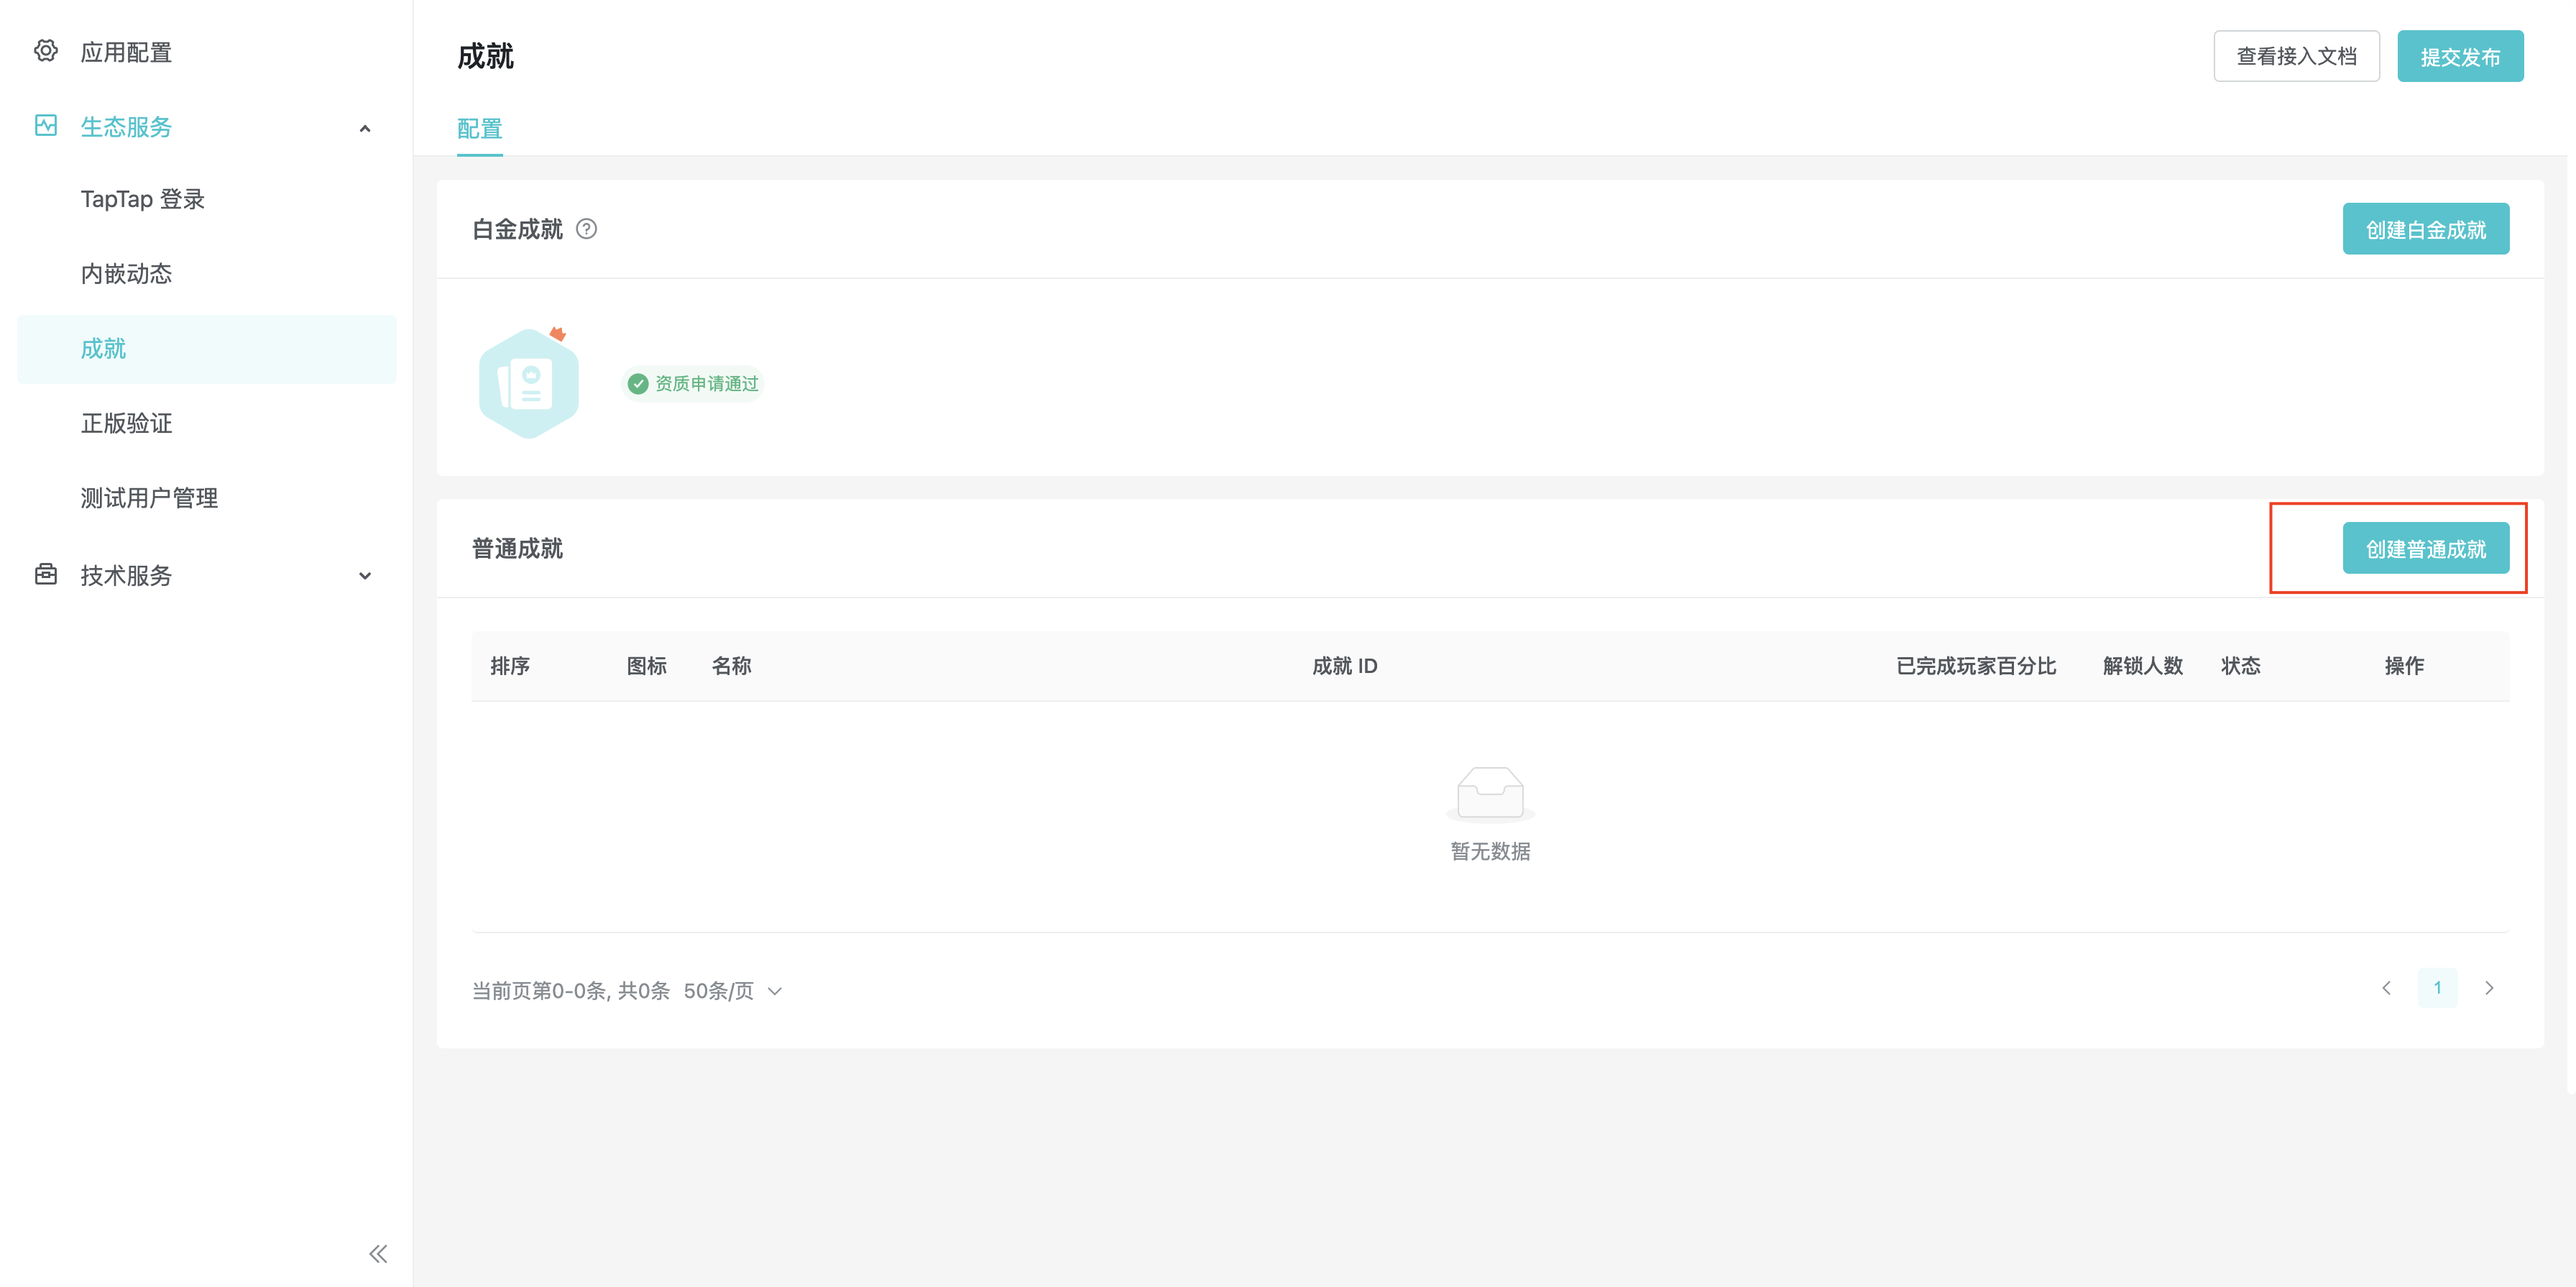 应用配置
生态服务
TapTap 登录
内嵌动态
成就
正版验证
测试用户管理
技术服务
成就
查看接入文档
提交发布
配置
白金成就
创建白金成就
资质申请通过
普通成就
创建普通成就
排序 图标 名称 成就 ID 已完成玩家百分比 解锁人数 状态 操作
暂无数据
当前页第0-0条, 共0条 50条/页
1